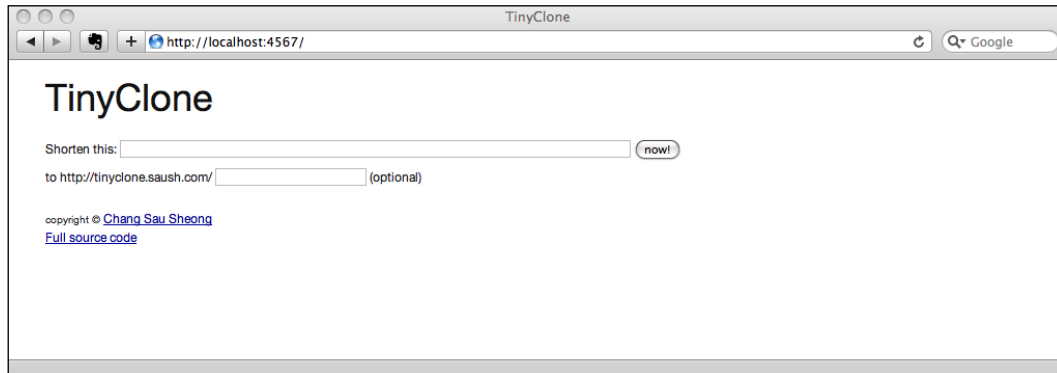 TinyClone
http://localhost:4567/
Google
TinyClone
Shorten this: now!
to http://tinyclone.saush.com/ (optional)
copyright © Chang Sau Sheong
Full source code